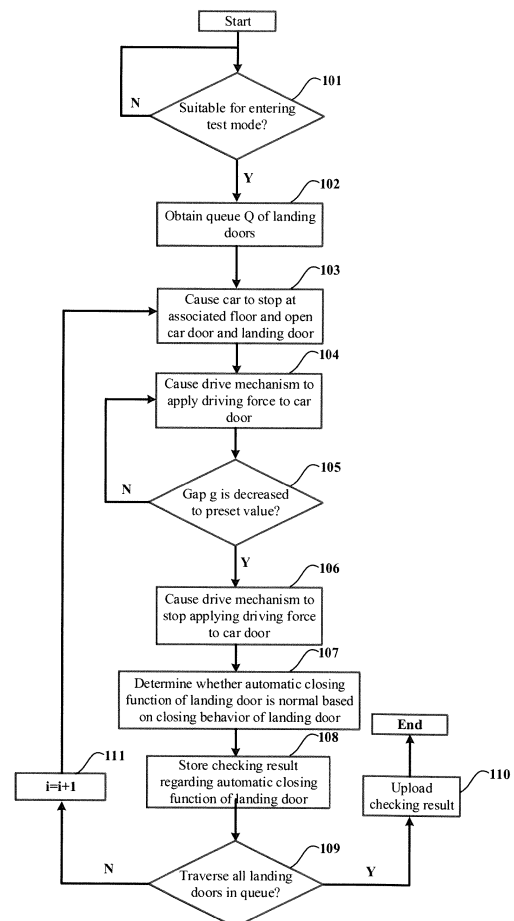 Start
101
Suitable for entering
test mode?
N
Y
102
Obtain queue Q of landing
doors
103
Cause car to stop at
associated floor and open
car door and landing door
104
Cause drive mechanism to
apply driving force to car
door
105
Gap g is decreased
to preset value?
N
Y
106
Cause drive mechanism to
stop applying driving force
to car door
107
Determine whether automatic closing
function of landing door is normal based
on closing behavior of landing door
108
Store checking result
regarding automatic closing
function of landing door
109
Traverse all landing
doors in queue?
N
111
i=i+1
Y
110
Upload
checking result
End